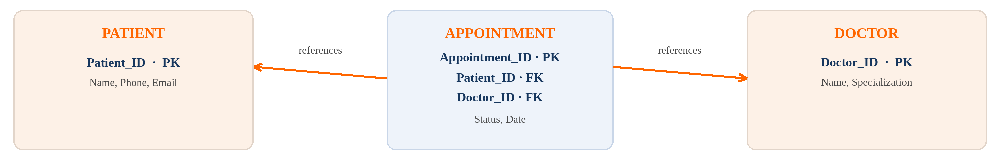 PATIENT
Patient_ID · PK
Name, Phone, Email
references
APPOINTMENT
Appointment_ID · PK
Patient_ID · FK
Doctor_ID · FK
Status, Date
references
DOCTOR
Doctor_ID · PK
Name, Specialization